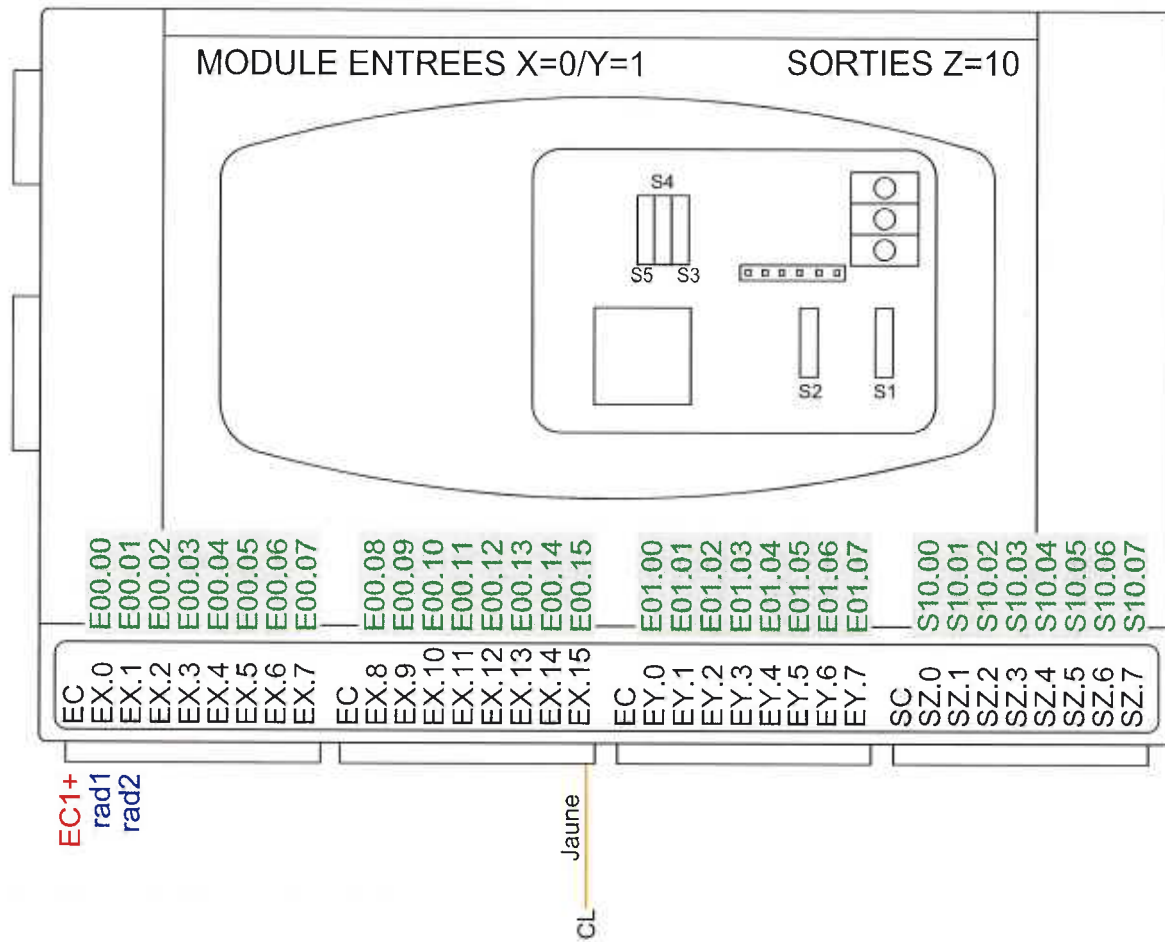 MODULE ENTREES X=0/Y=1 SORTIES Z=10
S4
S5 S3
S2 S1
E00.00
E00.01
E00.02
E00.03
E00.04
E00.05
E00.06
E00.07
E00.08
E00.09
E00.10
E00.11
E00.12
E00.13
E00.14
E00.15
E01.00
E01.01
E01.02
E01.03
E01.04
E01.05
E01.06
E01.07
S10.00
S10.01
S10.02
S10.03
S10.04
S10.05
S10.06
S10.07
EC
EX.0
EX.1
EX.2
EX.3
EX.4
EX.5
EX.6
EX.7
EC
EX.8
EX.9
EX.10
EX.11
EX.12
EX.13
EX.14
EX.15
EC
EY.0
EY.1
EY.2
EY.3
EY.4
EY.5
EY.6
EY.7
SC
SZ.0
SZ.1
SZ.2
SZ.3
SZ.4
SZ.5
SZ.6
SZ.7
EC1+
rad1
rad2
Jaune
CL